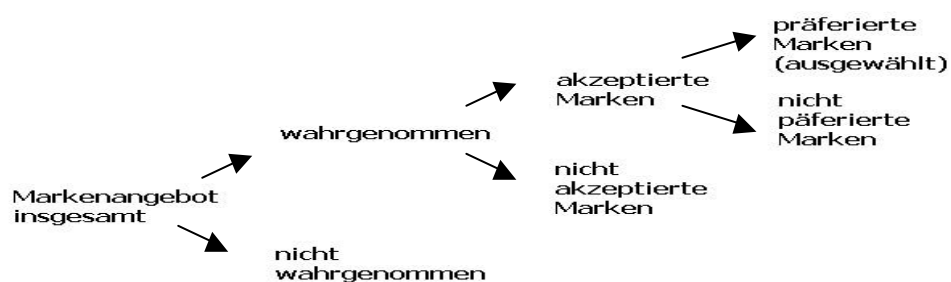 präferierte
Marken
(ausgewählt)
akzeptierte
Marken
nicht
päferierte
Marken
wahrgenommen
nicht
akzeptierte
Marken
Markenangebot
insgesamt
nicht
wahrgenommen